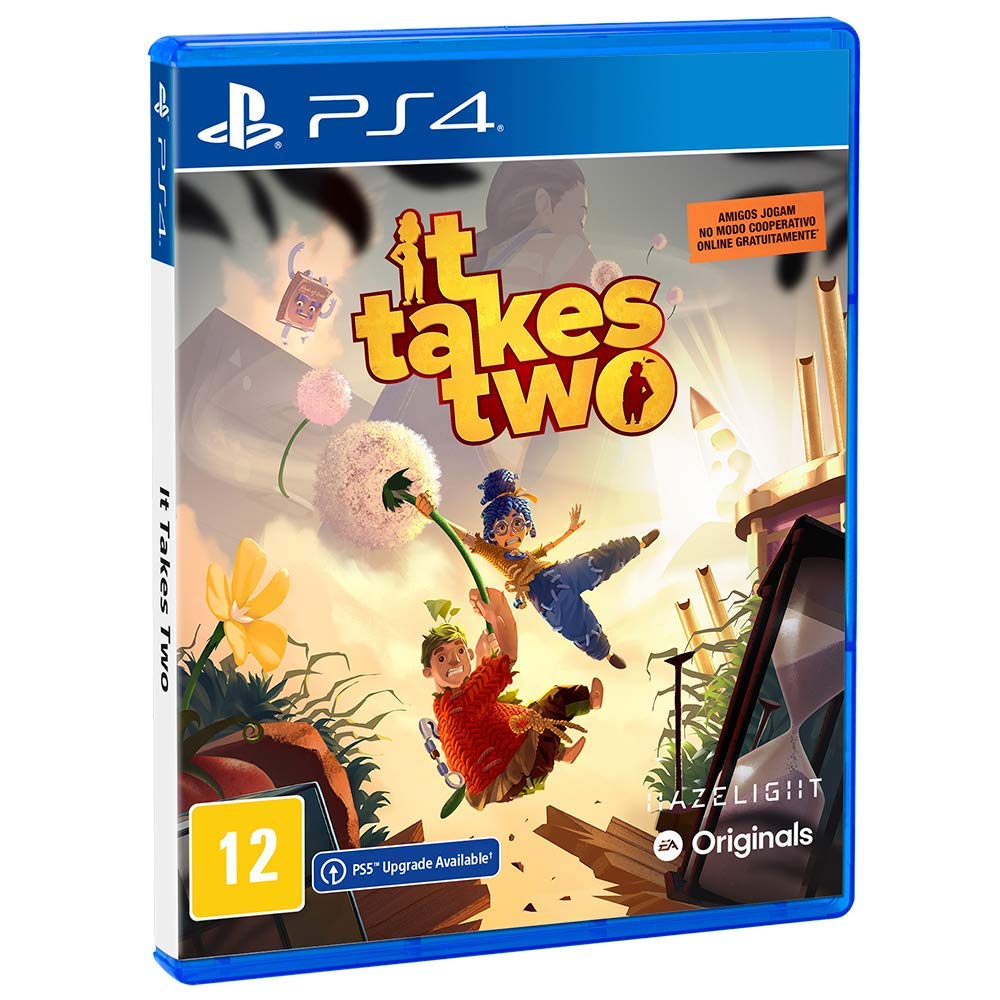 PS4
PS4
AMIGOS JOGAM
NO MODO COOPERATIVO
ONLINE GRATUITAMENTE*
it
takes
two
It Takes Two
HAZELIGHT
EA Originals
12
PS5™ Upgrade Available†